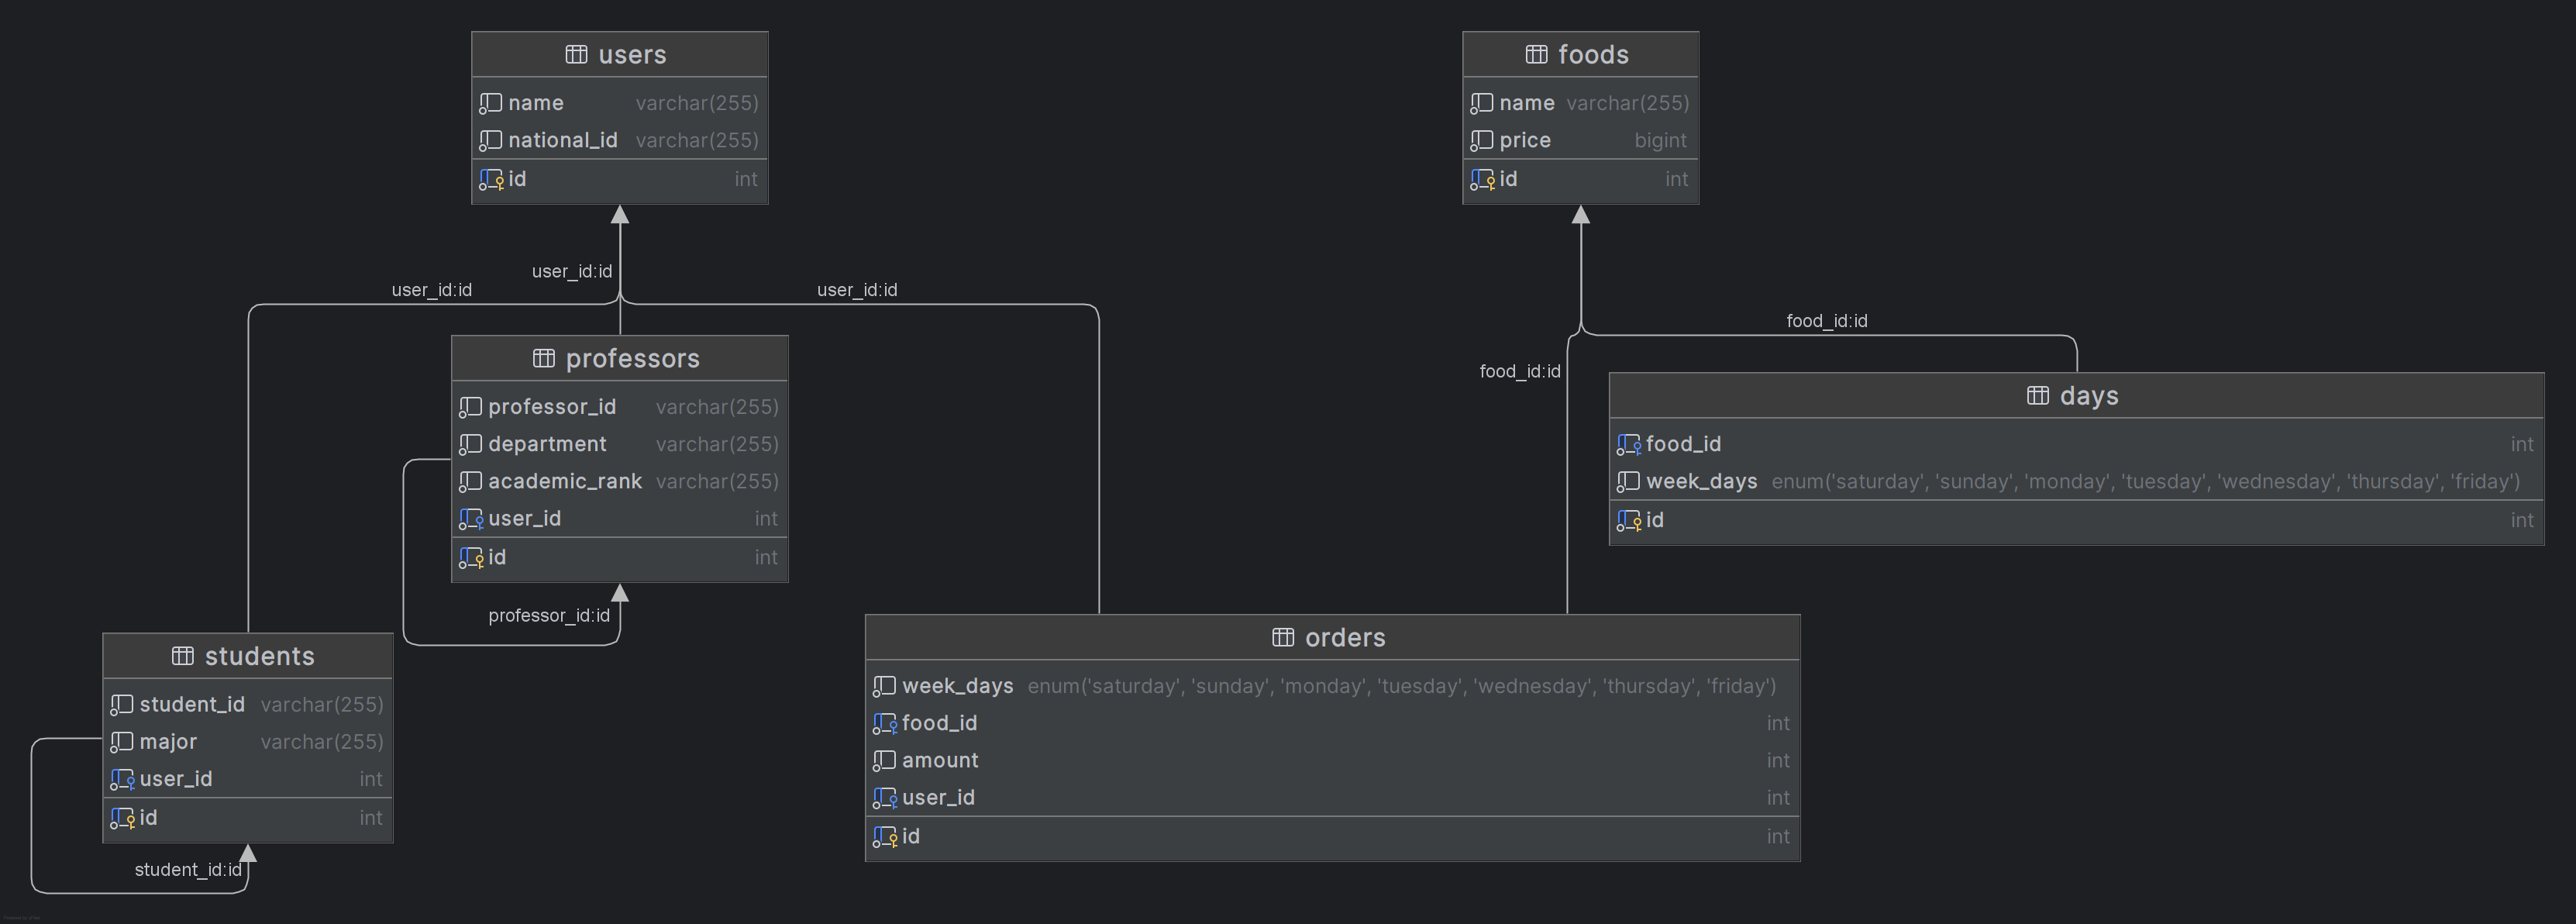 users
name varchar(255)
national_id varchar(255)
id int
foods
name varchar(255)
price bigint
id int
user_id:id
user_id:id
user_id:id
food_id:id
food_id:id
professors
professor_id varchar(255)
department varchar(255)
academic_rank varchar(255)
user_id int
id int
professor_id:id
days
food_id int
week_days enum('saturday', 'sunday', 'monday', 'tuesday', 'wednesday', 'thursday', 'friday')
id int
students
student_id varchar(255)
major varchar(255)
user_id int
id int
student_id:id
orders
week_days enum('saturday', 'sunday', 'monday', 'tuesday', 'wednesday', 'thursday', 'friday')
food_id int
amount int
user_id int
id int